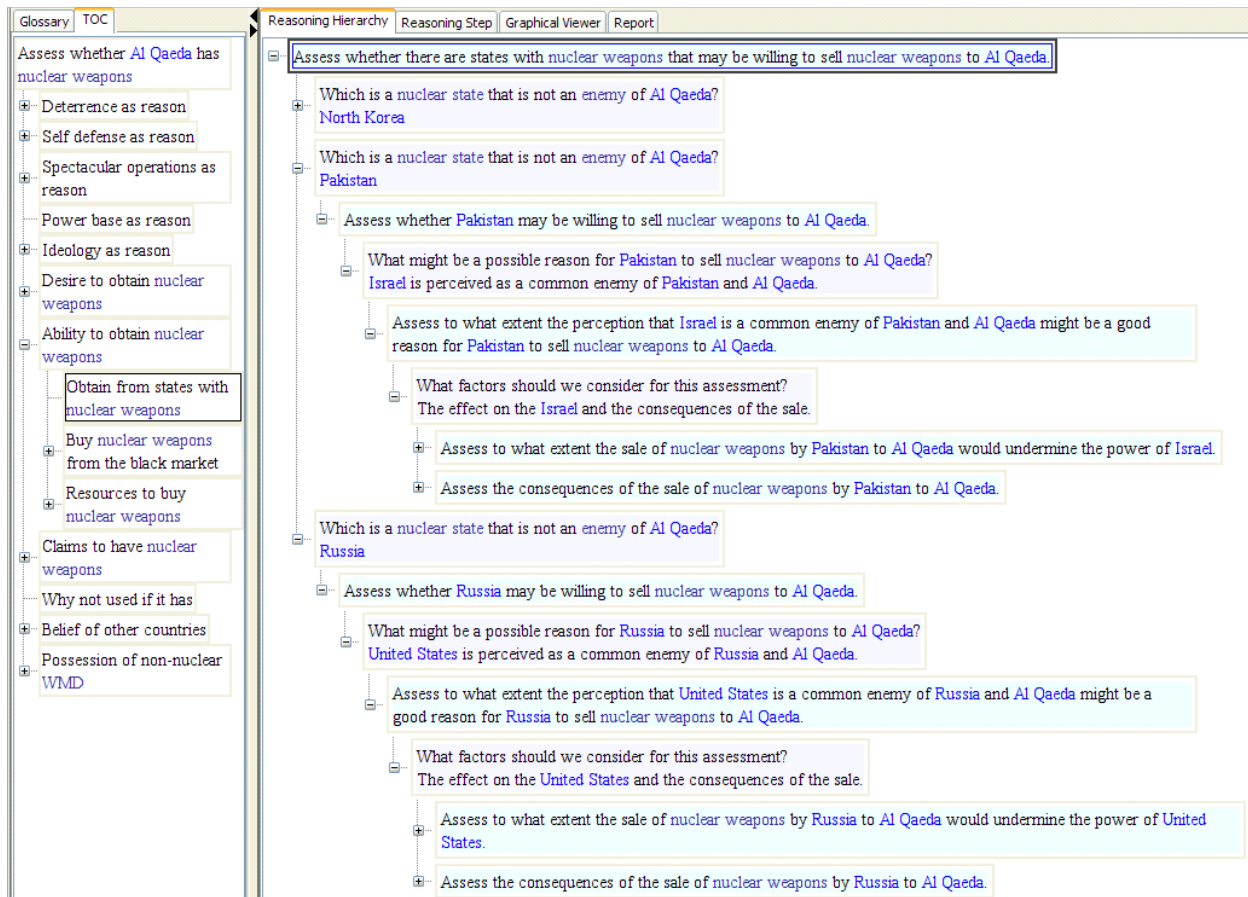 Glossary
TOC
Assess whether Al Qaeda has
nuclear weapons
Deterrence as reason
Self defense as reason
Spectacular operations as
reason
Power base as reason
Ideology as reason
Desire to obtain nuclear
weapons
Ability to obtain nuclear
weapons
Obtain from states with
nuclear weapons
Buy nuclear weapons
from the black market
Resources to buy
nuclear weapons
Claims to have nuclear
weapons
Why not used if it has
Belief of other countries
Possession of non-nuclear
WMD
Reasoning Hierarchy
Reasoning Step
Graphical Viewer
Report
Assess whether there are states with nuclear weapons that may be willing to sell nuclear weapons to Al Qaeda.
Which is a nuclear state that is not an enemy of Al Qaeda?
North Korea
Which is a nuclear state that is not an enemy of Al Qaeda?
Pakistan
Assess whether Pakistan may be willing to sell nuclear weapons to Al Qaeda.
What might be a possible reason for Pakistan to sell nuclear weapons to Al Qaeda?
Israel is perceived as a common enemy of Pakistan and Al Qaeda.
Assess to what extent the perception that Israel is a common enemy of Pakistan and Al Qaeda might be a good
reason for Pakistan to sell nuclear weapons to Al Qaeda.
What factors should we consider for this assessment?
The effect on the Israel and the consequences of the sale.
Assess to what extent the sale of nuclear weapons by Pakistan to Al Qaeda would undermine the power of Israel.
Assess the consequences of the sale of nuclear weapons by Pakistan to Al Qaeda.
Which is a nuclear state that is not an enemy of Al Qaeda?
Russia
Assess whether Russia may be willing to sell nuclear weapons to Al Qaeda.
What might be a possible reason for Russia to sell nuclear weapons to Al Qaeda?
United States is perceived as a common enemy of Russia and Al Qaeda.
Assess to what extent the perception that United States is a common enemy of Russia and Al Qaeda might be a
good reason for Russia to sell nuclear weapons to Al Qaeda.
What factors should we consider for this assessment?
The effect on the United States and the consequences of the sale.
Assess to what extent the sale of nuclear weapons by Russia to Al Qaeda would undermine the power of United
States.
Assess the consequences of the sale of nuclear weapons by Russia to Al Qaeda.